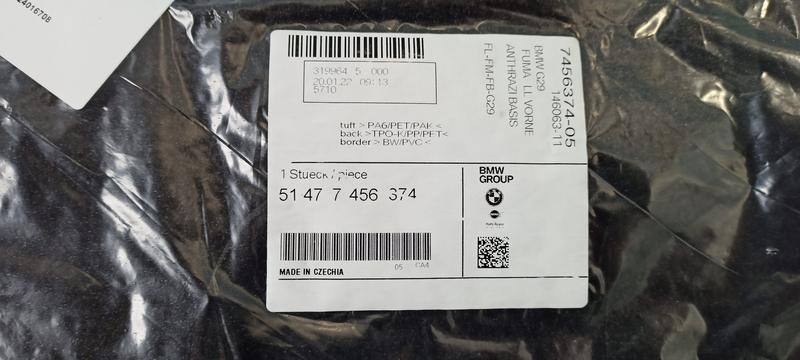 24016708
319964 5 000
20.01.22 09:13
5710
tuft > PA6/PET/PAK <
back >TPO-K/PP/PET<
border > BW/PVC <
7456374-05
146063-11
BMW G29
FUMA LL VORNE
ANTHRAZI BASIS
FL-FM-FB-G29
1 Stueck / piece
51 47 7 456 374
05 CA4
MADE IN CZECHIA
BMW
GROUP